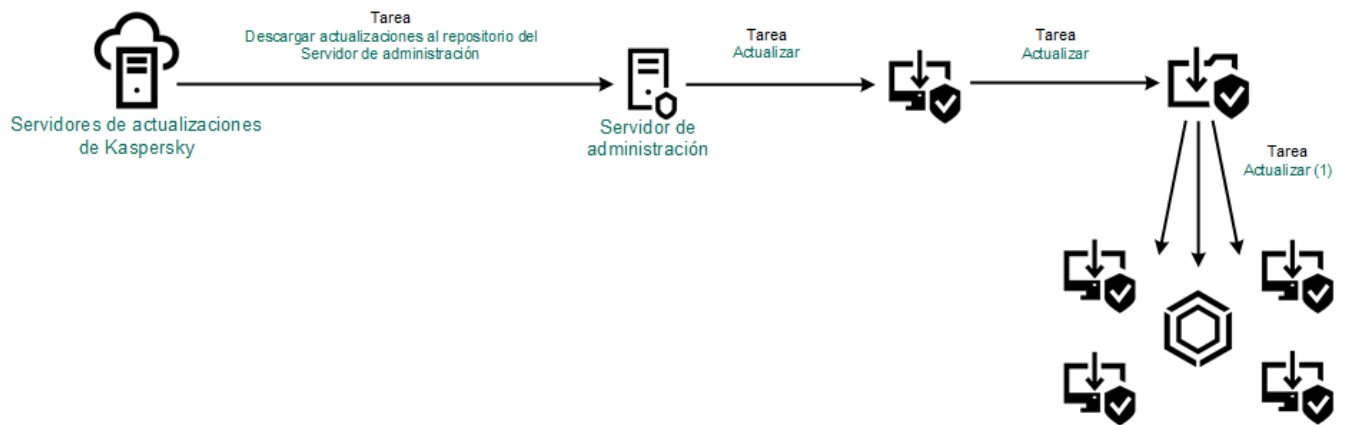 Tarea
Descargar actualizaciones al repositorio del
Servidor de administración
Tarea
Actualizar
Tarea
Actualizar
Servidores de actualizaciones
de Kaspersky
Servidor de
administración
Tarea
Actualizar (1)